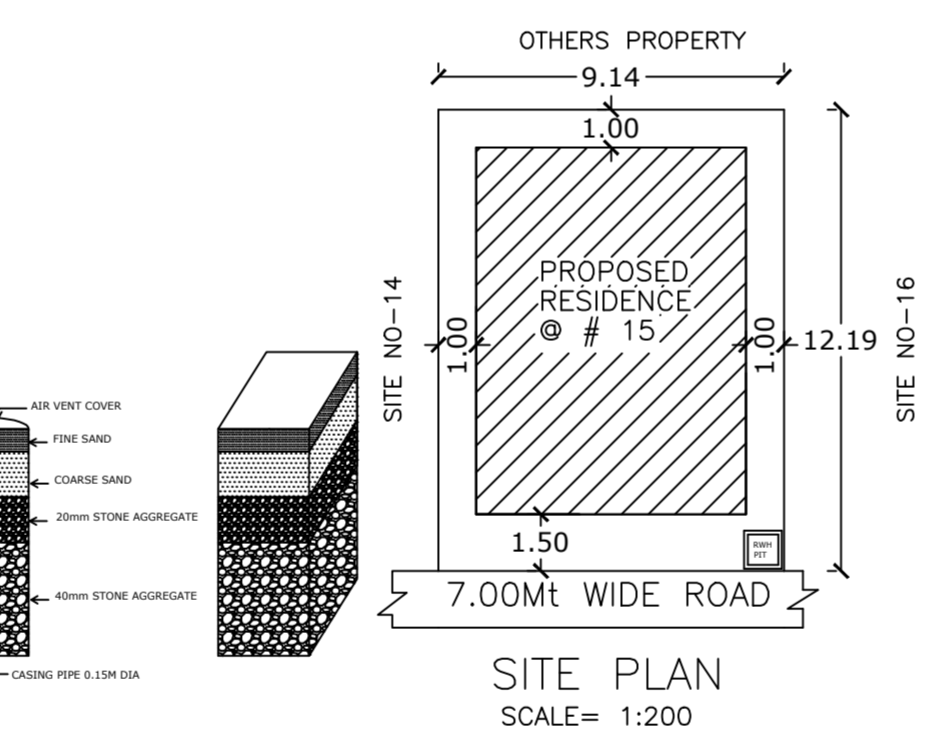 AIR VENT COVER
FINE SAND
COARSE SAND
20mm STONE AGGREGATE
40mm STONE AGGREGATE
CASING PIPE 0.15M DIA
OTHERS PROPERTY
9.14
1.00
SITE NO-14
1.00
PROPOSED
RESIDENCE
@ # 15
1.00
12.19
SITE NO-16
1.50
RWH
PIT
7.00Mt WIDE ROAD
SITE PLAN
SCALE= 1:200